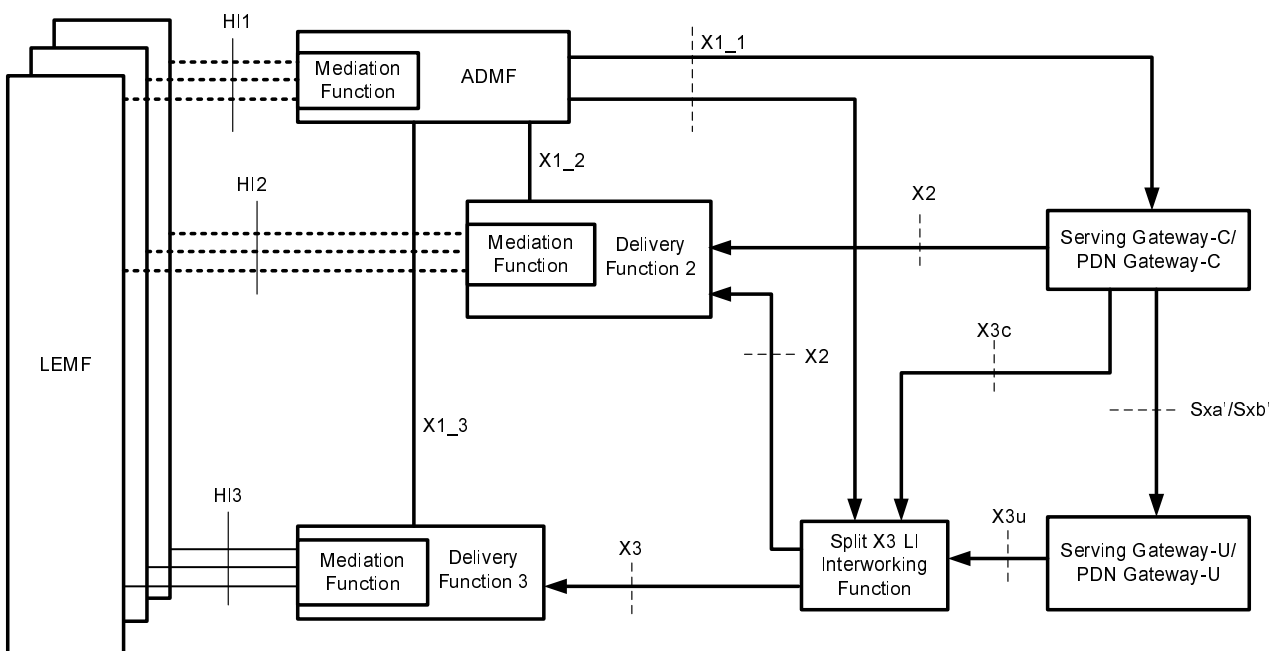 HI1
X1_1
Mediation
Function
ADMF
X1_2
HI2
X2
Mediation
Function
Delivery
Function 2
Serving Gateway-C/
PDN Gateway-C
X3c
X2
LEMF
Sxa'/Sxb'
X1_3
HI3
X3u
X3
Mediation
Function
Delivery
Function 3
Split X3 LI
Interworking
Function
Serving Gateway-U/
PDN Gateway-U